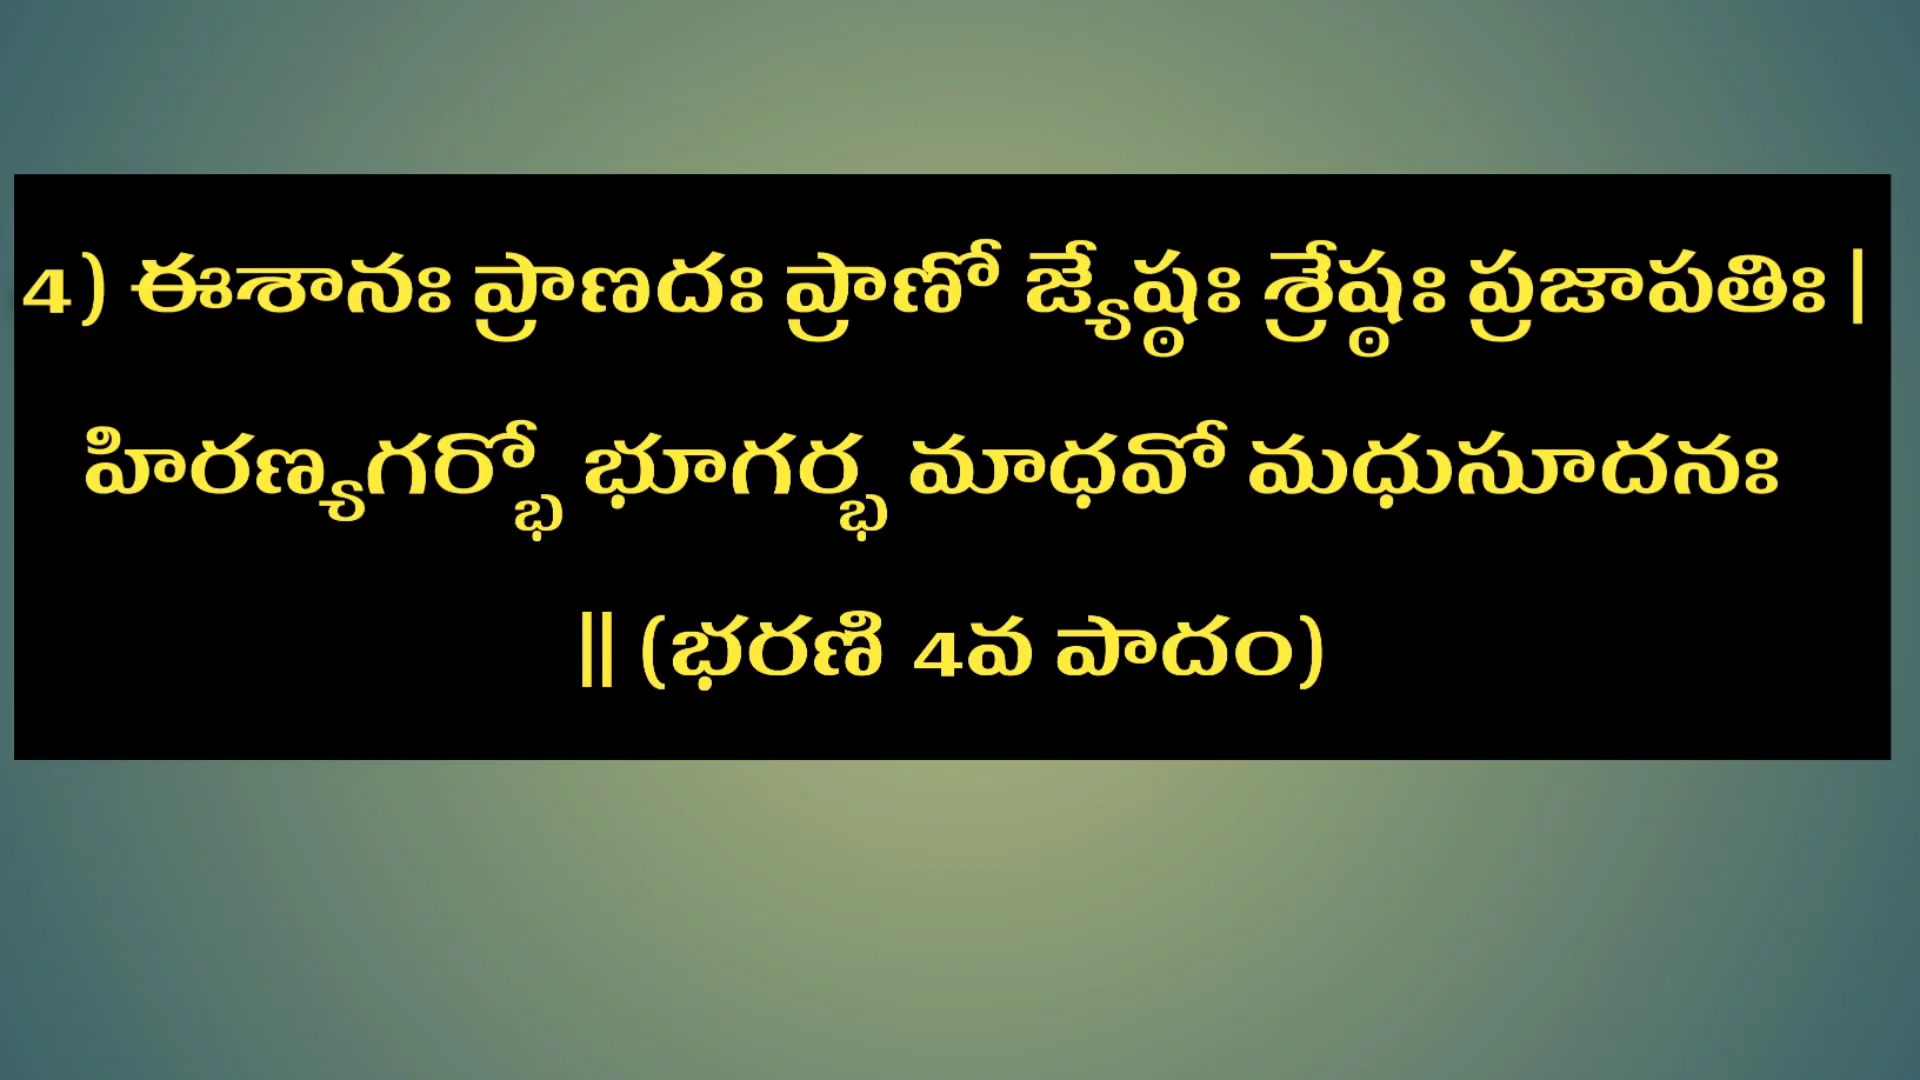 4) ఈశానః ప్రాణదః ప్రాణో జ్యేష్ఠః శ్రేష్ఠః ప్రజాపతిః |
హిరణ్యగర్భో భూగర్భ మాధవో మధుసూదనః
|| (భరణి 4వ పాదం)